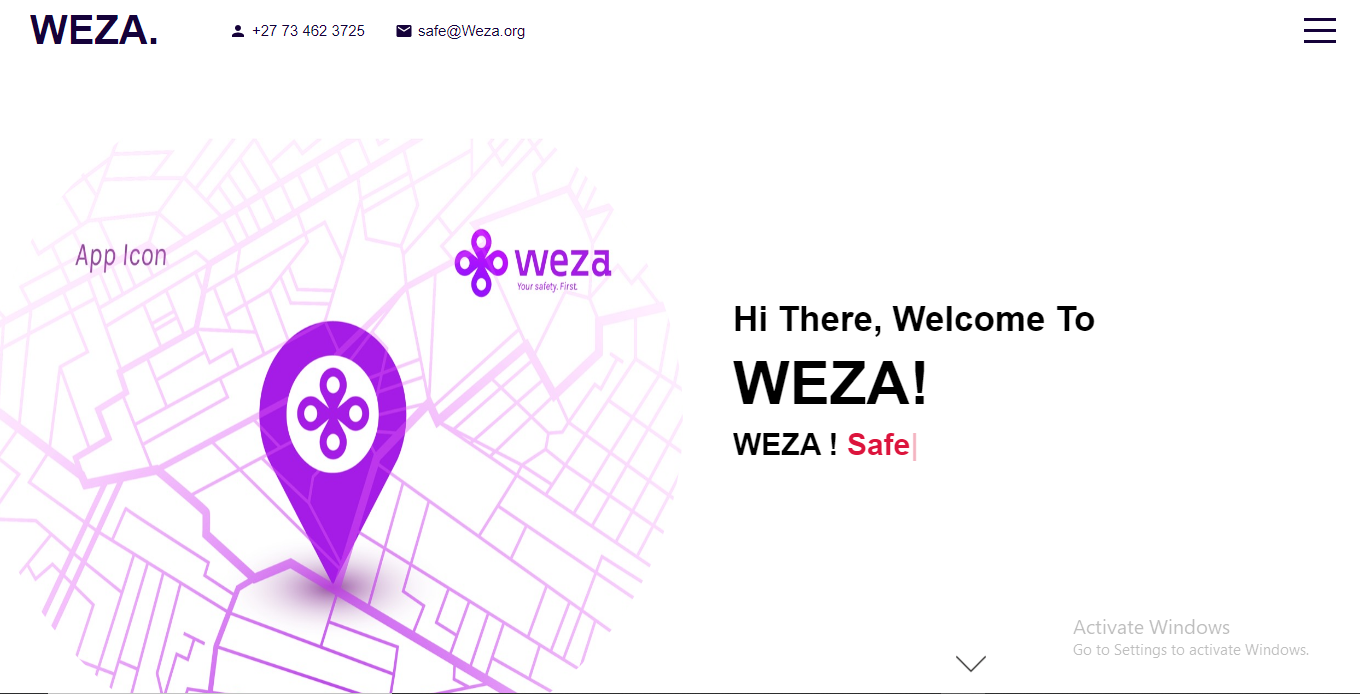 WEZA.
+27 73 462 3725
safe@Weza.org
App Icon
weza
Your safety. First.
Hi There, Welcome To
WEZA!
WEZA ! Safe|
Activate Windows
Go to Settings to activate Windows.